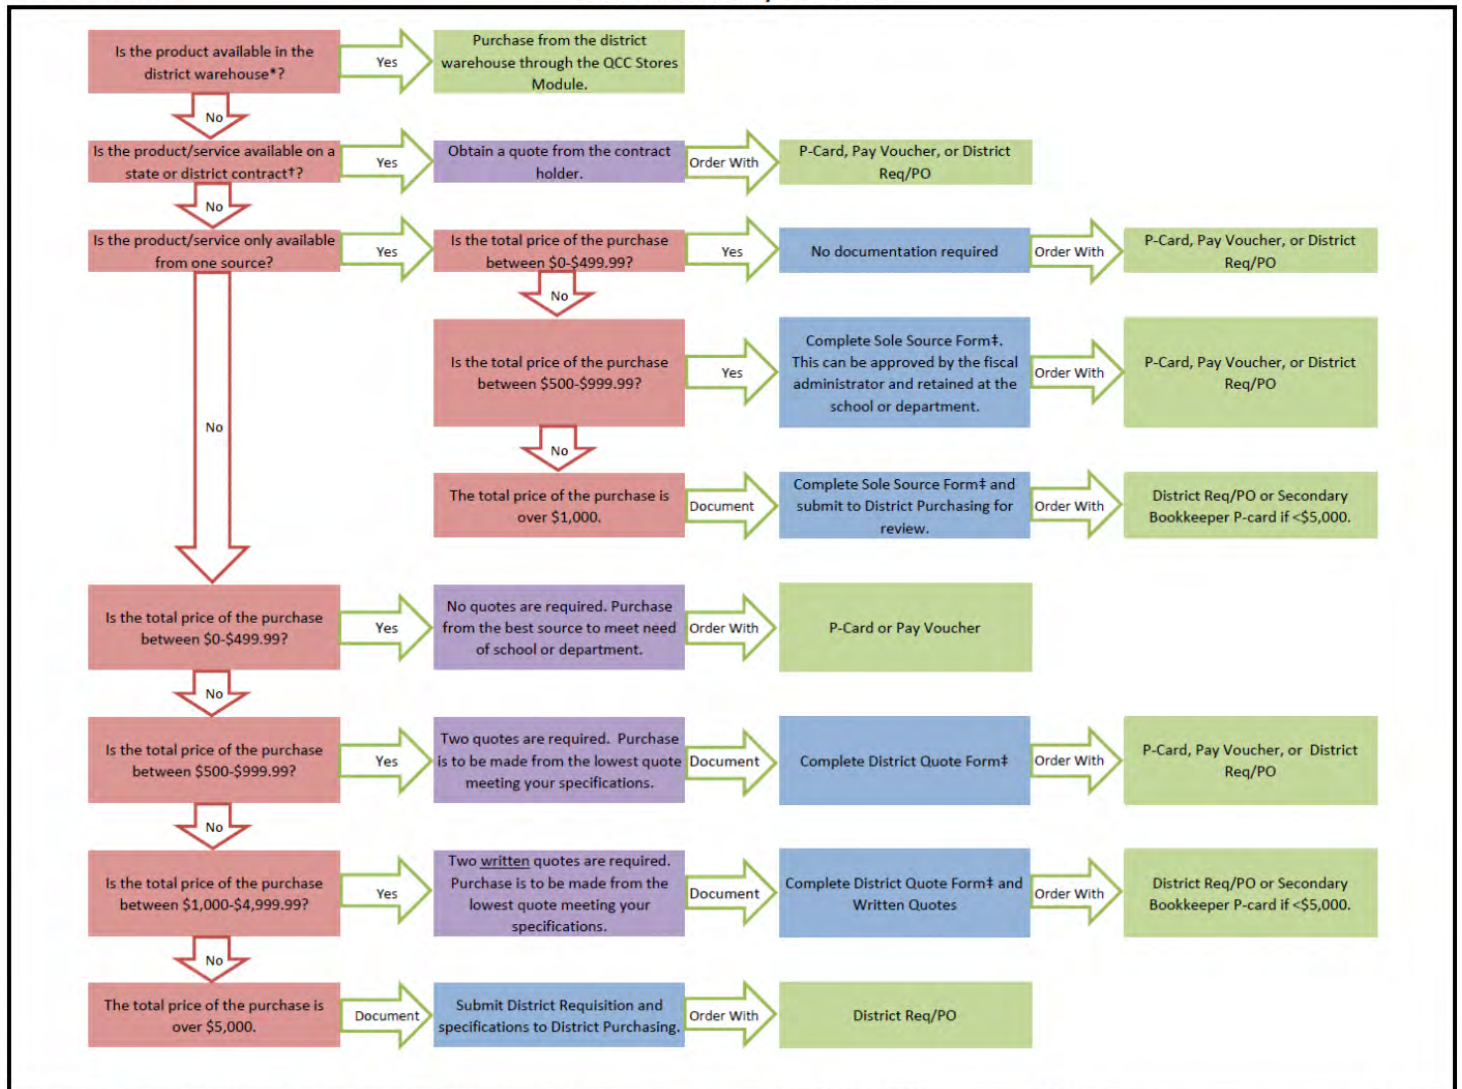 Is the product available in the
district warehouse*?
Yes
Purchase from the district
warehouse through the QCC Stores
Module.
No
Is the product/service available on a
state or district contract†?
Yes
Obtain a quote from the contract
holder.
Order With
P-Card, Pay Voucher, or District
Req/PO
No
Is the product/service only available
from one source?
Yes
Is the total price of the purchase
between $0-$499.99?
Yes
No documentation required
Order With
P-Card, Pay Voucher, or District
Req/PO
No
Is the total price of the purchase
between $500-$999.99?
Yes
Complete Sole Source Form‡.
This can be approved by the fiscal
administrator and retained at the
school or department.
Order With
P-Card, Pay Voucher, or District
Req/PO
No
No
The total price of the purchase is
over $1,000.
Document
Complete Sole Source Form‡ and
submit to District Purchasing for
review.
Order With
District Req/PO or Secondary
Bookkeeper P-card if <$5,000.
Is the total price of the purchase
between $0-$499.99?
Yes
No quotes are required. Purchase
from the best source to meet need
of school or department.
Order With
P-Card or Pay Voucher
No
Is the total price of the purchase
between $500-$999.99?
Yes
Two quotes are required. Purchase
is to be made from the lowest quote
meeting your specifications.
Document
Complete District Quote Form‡
Order With
P-Card, Pay Voucher, or District
Req/PO
No
Is the total price of the purchase
between $1,000-$4,999.99?
Yes
Two written quotes are required.
Purchase is to be made from the
lowest quote meeting your
specifications.
Document
Complete District Quote Form‡ and
Written Quotes
Order With
District Req/PO or Secondary
Bookkeeper P-card if <$5,000.
No
The total price of the purchase is
over $5,000.
Document
Submit District Requisition and
specifications to District Purchasing.
Order With
District Req/PO